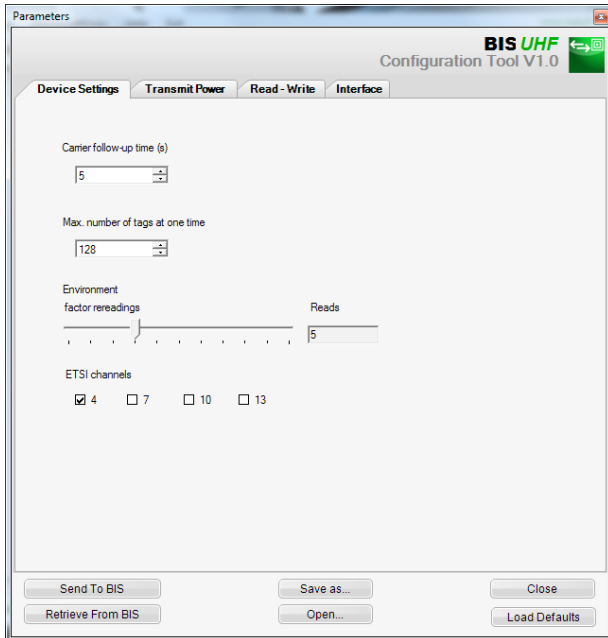 Parameters
BIS UHF
Configuration Tool V1.0
Device Settings Transmit Power Read - Write Interface
Carrier follow-up time (s)
5
Max. number of tags at one time
128
Environment
factor rereadings Reads
5
ETSI channels
4 7 10 13
Send To BIS Save as... Close
Retrieve From BIS Open... Load Defaults